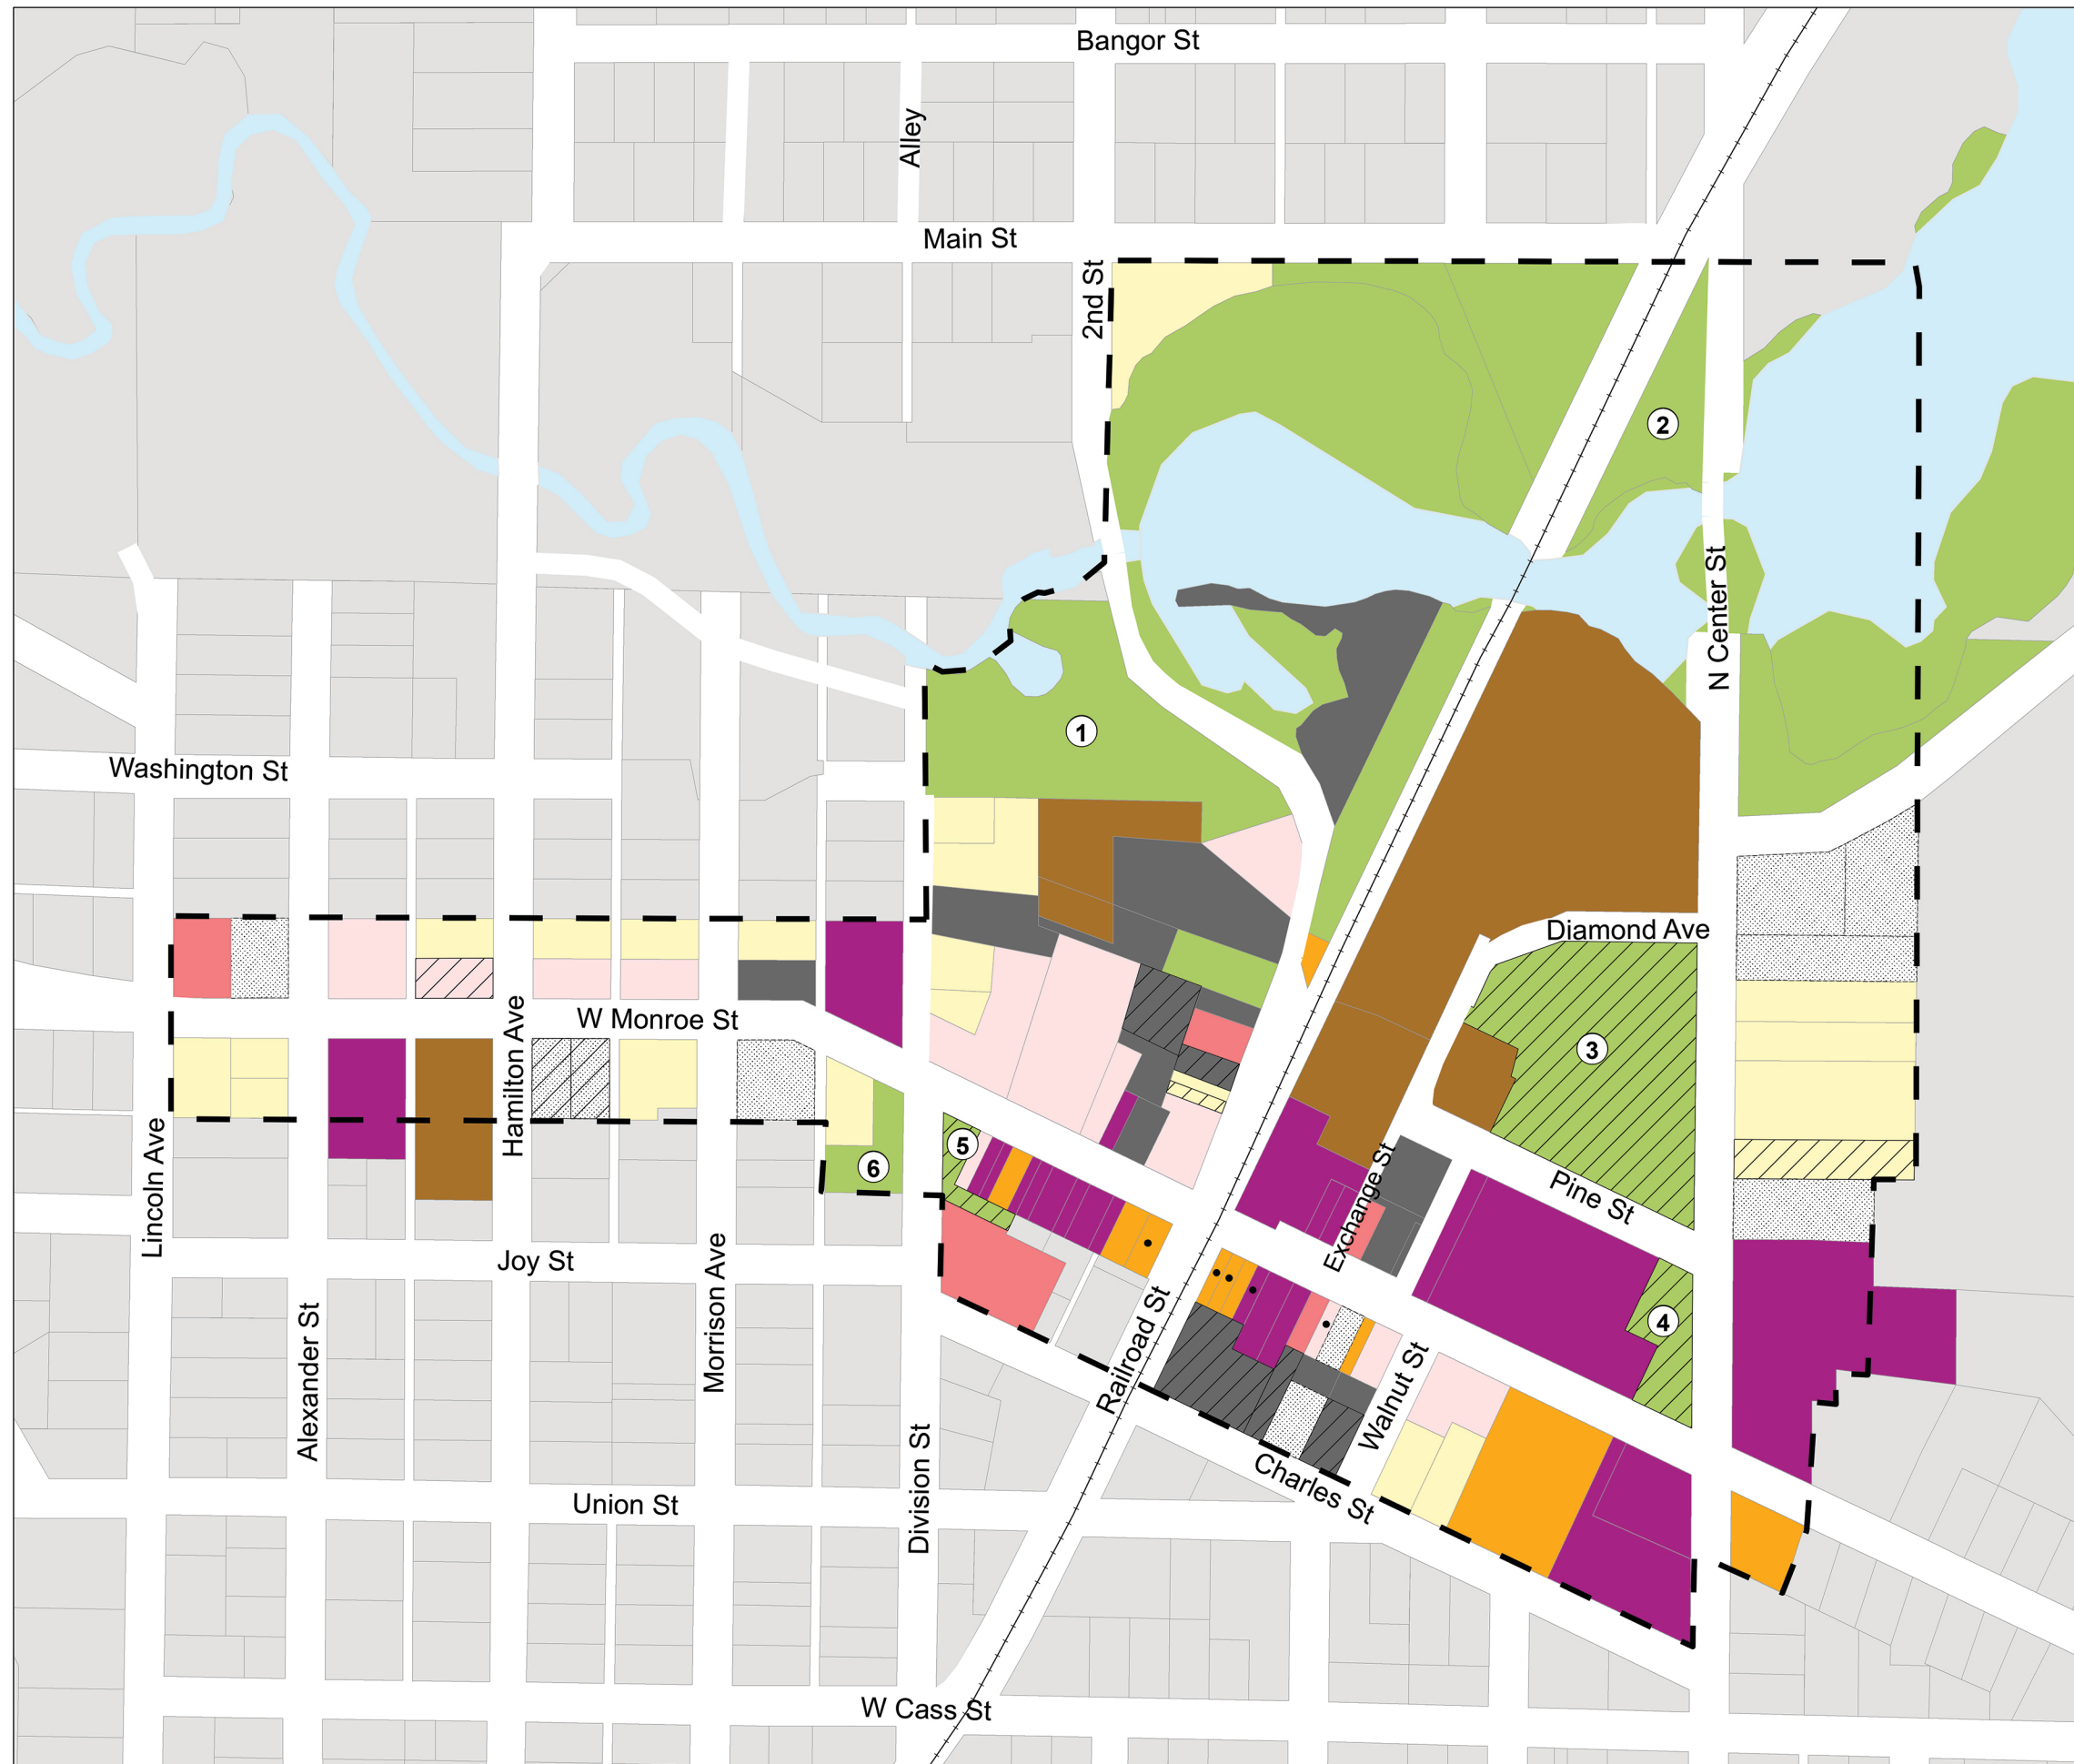 Bangor St
Alley
Main St
2nd St
2
N Center St
1
Washington St
Diamond Ave
W Monroe St
Hamilton Ave
3
5
6
Lincoln Ave
Exchange St
Pine St
Joy St
Morrison Ave
Alexander St
Railroad St
4
Walnut St
Division St
Charles St
Union St
W Cass St